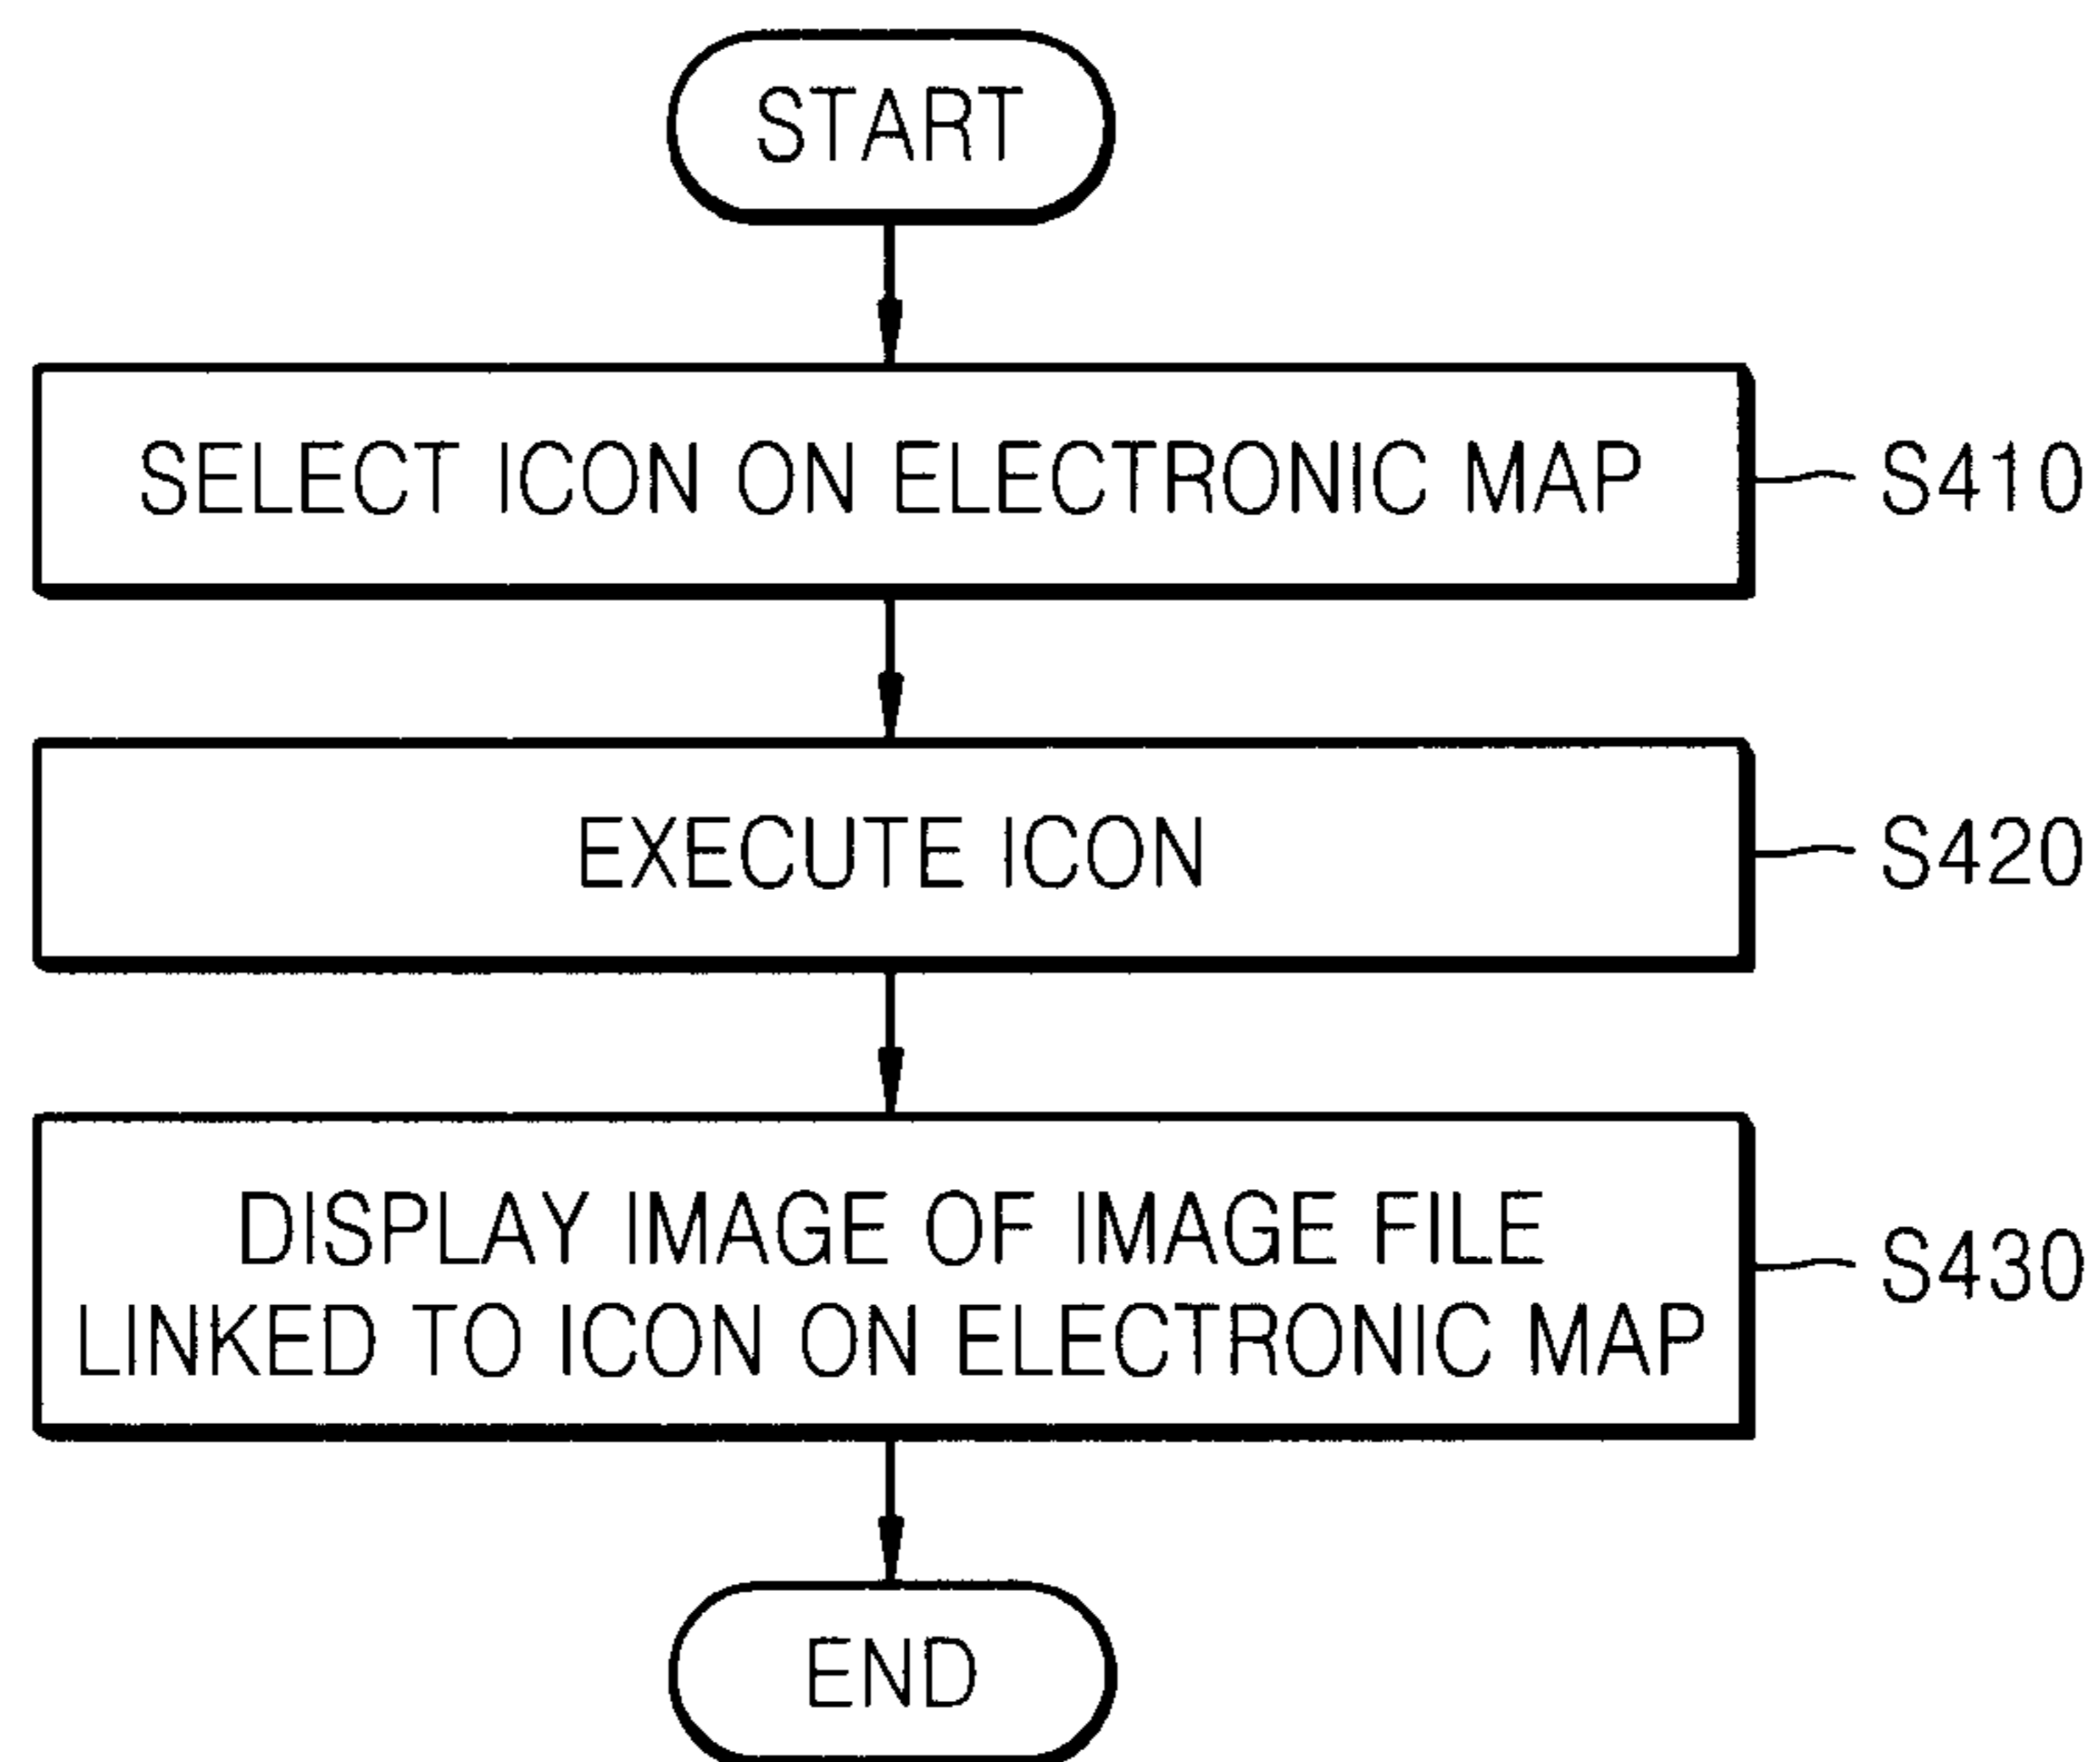 START
SELECT ICON ON ELECTRONIC MAP
S410
EXECUTE ICON
S420
DISPLAY IMAGE OF IMAGE FILE
LINKED TO ICON ON ELECTRONIC MAP
S430
END